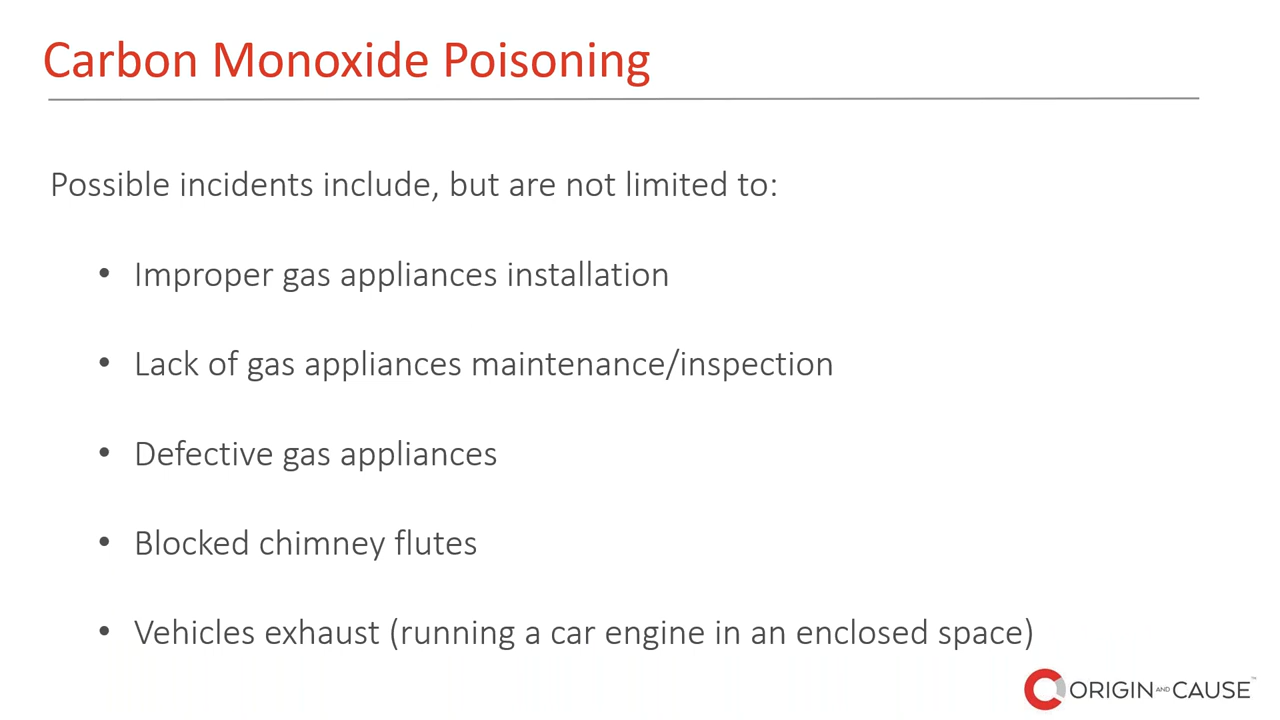 Carbon Monoxide Poisoning
Possible incidents include, but are not limited to:
• Improper gas appliances installation
• Lack of gas appliances maintenance/inspection
• Defective gas appliances
• Blocked chimney flutes
• Vehicles exhaust (running a car engine in an enclosed space)
ORIGIN AND CAUSE™